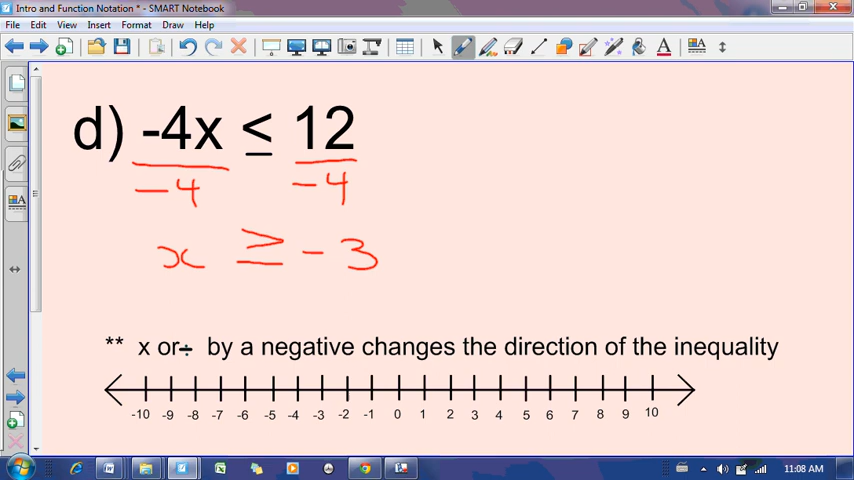 Intro and Function Notation * - SMART Notebook
File Edit View Insert Format Draw Help
d) -4x ≤ 12
-4 -4
x ≥ -3
** x or÷ by a negative changes the direction of the inequality
-10 -9 -8 -7 -6 -5 -4 -3 -2 -1 0 1 2 3 4 5 6 7 8 9 10
11:08 AM